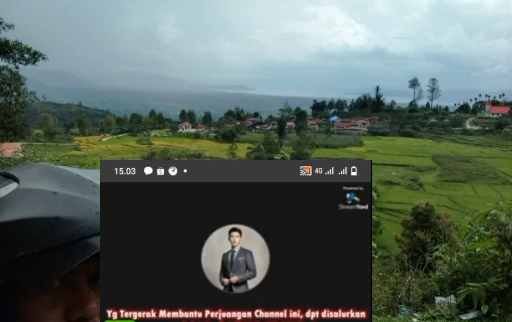 15.03
4G
Powered by
StreamYard
Yg Tergerak Membantu Perjuangan Channel ini, dpt disalurkan